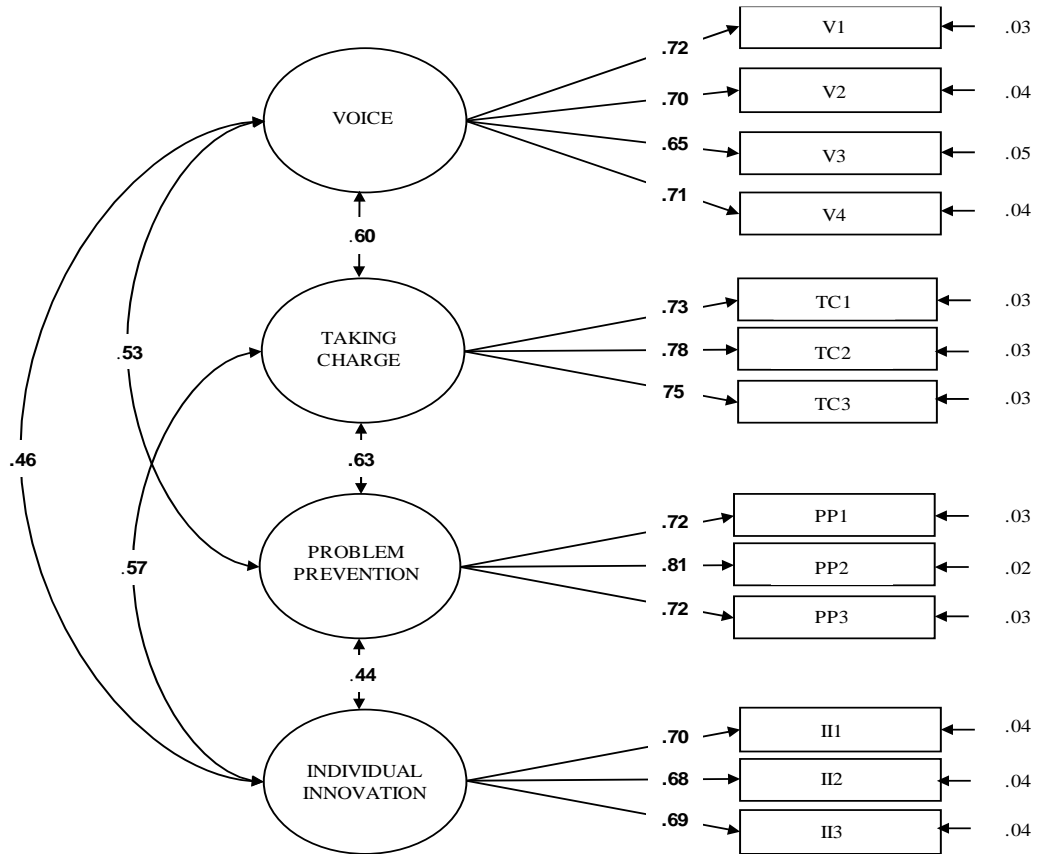 V1
.03
.72
V2
.04
VOICE
.70
.65
V3
.05
.71
V4
.04
.60
TC1
.03
.73
TAKING
CHARGE
.78
TC2
.03
.53
75
TC3
.03
.46
.63
.57
PROBLEM
PREVENTION
.72
PP1
.03
.81
PP2
.02
.72
PP3
.03
.44
.70
II1
.04
INDIVIDUAL
INNOVATION
.68
II2
.04
.69
II3
.04